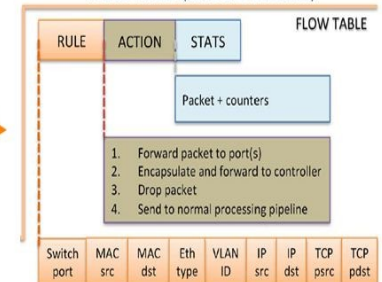 FLOW TABLE
RULE ACTION STATS
Packet + counters
1. Forward packet to port(s)
2. Encapsulate and forward to controller
3. Drop packet
4. Send to normal processing pipeline
Switch port
MAC src
MAC dst
Eth type
VLAN ID
IP src
IP dst
TCP psrc
TCP pdst